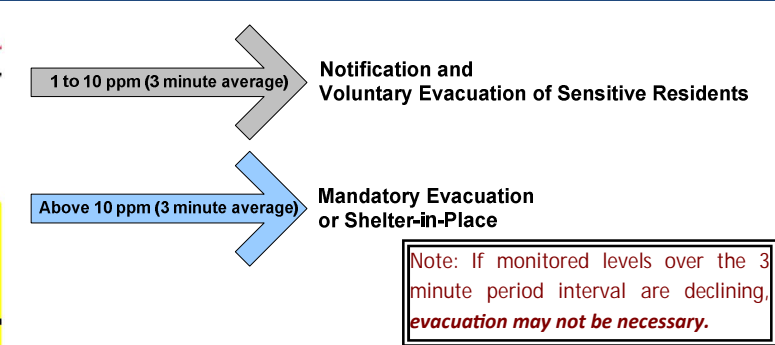 1 to 10 ppm (3 minute average)
Notification and
Voluntary Evacuation of Sensitive Residents
Above 10 ppm (3 minute average)
Mandatory Evacuation
or Shelter-in-Place
Note: If monitored levels over the 3
minute period interval are declining,
evacuation may not be necessary.